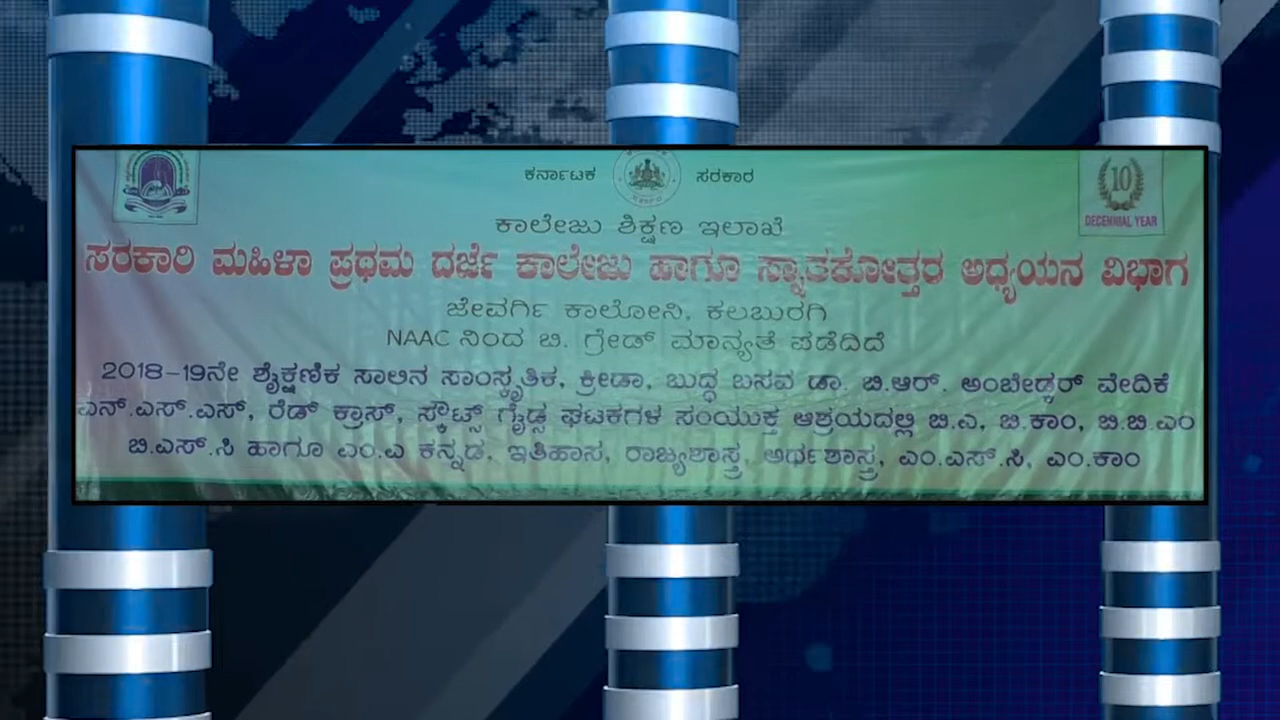 ಕರ್ನಾಟಕ ಸರಕಾರ
10
DECENNIAL YEAR
ಕಾಲೇಜು ಶಿಕ್ಷಣ ಇಲಾಖೆ
ಸರಕಾರಿ ಮಹಿಳಾ ಪ್ರಥಮ ದರ್ಜೆ ಕಾಲೇಜು ಹಾಗೂ ಸ್ನಾತಕೋತ್ತರ ಅಧ್ಯಯನ ವಿಭಾಗ
ಜೇವರ್ಗಿ ಕಾಲೋನಿ, ಕಲಬುರಗಿ
NAAC ನಿಂದ ಬಿ. ಗ್ರೇಡ್ ಮಾನ್ಯತೆ ಪಡೆದಿದೆ
2018-19ನೇ ಶೈಕ್ಷಣಿಕ ಸಾಲಿನ ಸಾಂಸ್ಕೃತಿಕ, ಕ್ರೀಡಾ, ಬುದ್ಧ ಬಸವ ಡಾ. ಬಿ.ಆರ್. ಅಂಬೇಡ್ಕರ್ ವೇದಿಕೆ
ಎನ್.ಎಸ್.ಎಸ್, ರೆಡ್ ಕ್ರಾಸ್, ಸ್ಕೌಟ್ಸ್ ಗೈಡ್ಸ ಘಟಕಗಳ ಸಂಯುಕ್ತ ಆಶ್ರಯದಲ್ಲಿ ಬಿ.ಎ, ಬಿ.ಕಾಂ, ಬಿ.ಬಿ.ಎಂ
ಬಿ.ಎಸ್.ಸಿ ಹಾಗೂ ಎಂ.ಎ ಕನ್ನಡ, ಇತಿಹಾಸ, ರಾಜ್ಯಶಾಸ್ತ್ರ, ಅರ್ಥಶಾಸ್ತ್ರ, ಎಂ.ಎಸ್.ಸಿ, ಎಂ.ಕಾಂ